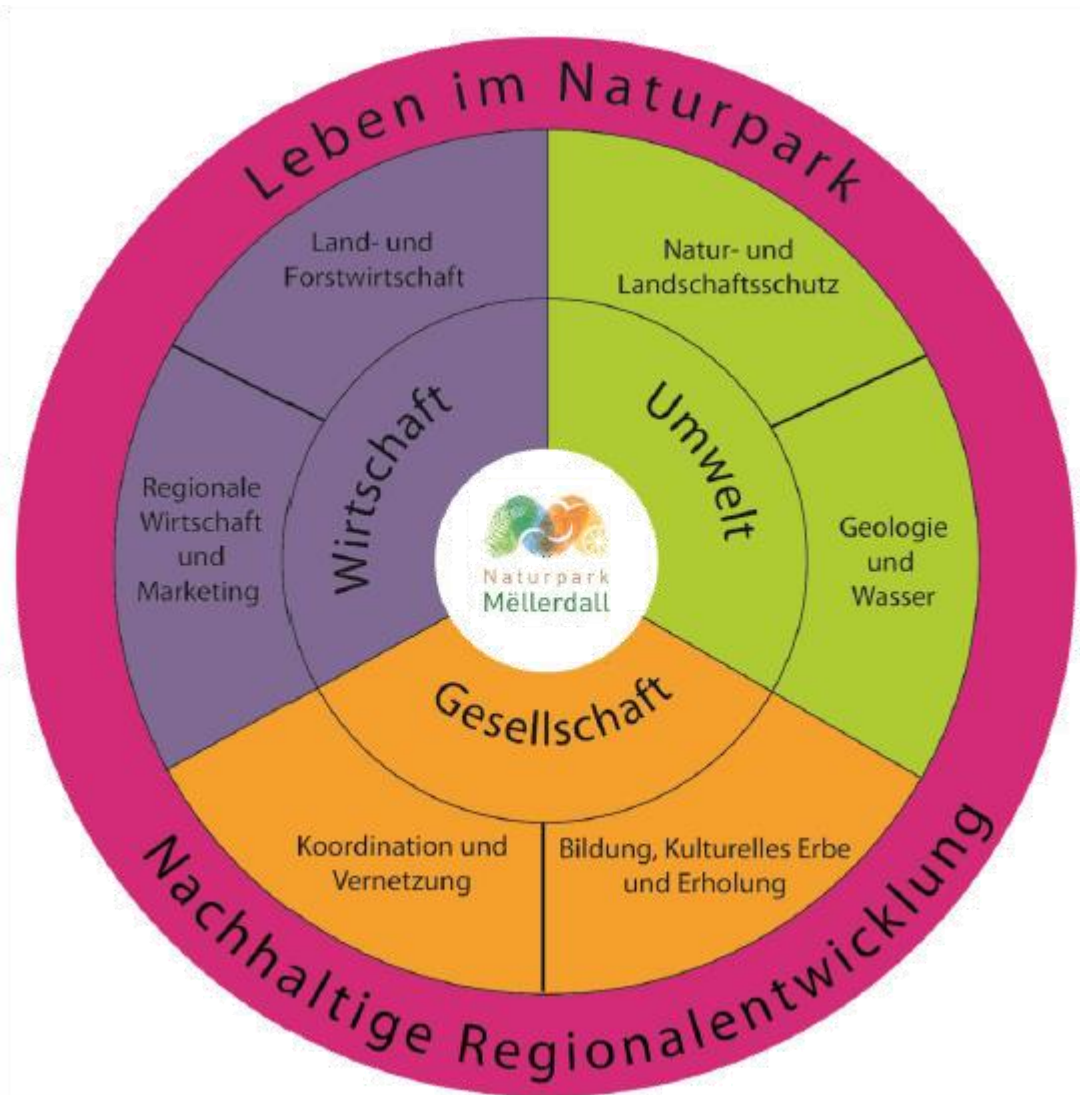 Leben im Naturpark
Land- und
Forstwirtschaft
Natur- und
Landschaftsschutz
Wirtschaft
Umwelt
Regionale
Wirtschaft
und
Marketing
Geologie
und
Wasser
Naturpark
Mëllerdall
Gesellschaft
Koordination und
Vernetzung
Bildung, Kulturelles Erbe
und Erholung
Nachhaltige Regionalentwicklung